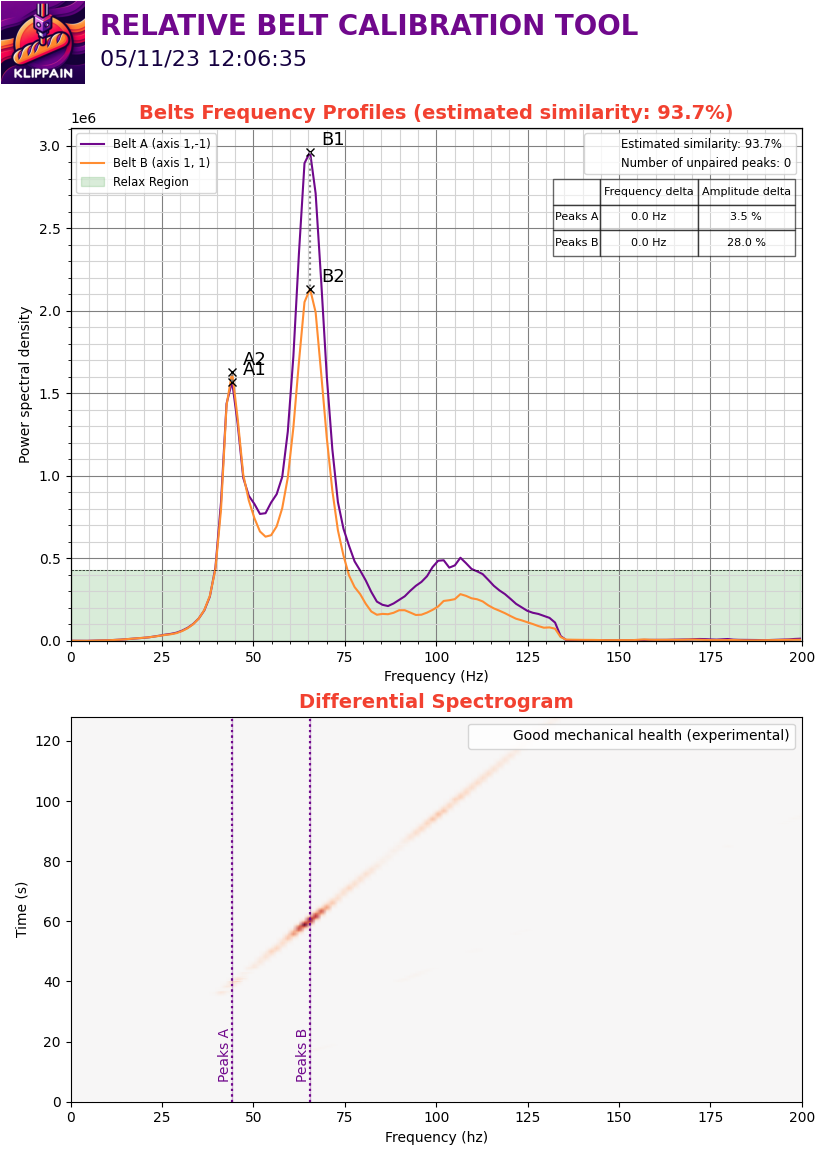 RELATIVE BELT CALIBRATION TOOL
05/11/23 12:06:35
KLIPPAIN
Belts Frequency Profiles (estimated similarity: 93.7%)
1e6
Belt A (axis 1,-1)
Belt B (axis 1, 1)
Relax Region
Estimated similarity: 93.7%
Number of unpaired peaks: 0
Frequency delta Amplitude delta
Peaks A 0.0 Hz 3.5 %
Peaks B 0.0 Hz 28.0 %
B1
B2
A2
A1
Power spectral density
3.0
2.5
2.0
1.5
1.0
0.5
0.0
0 25 50 75 100 125 150 175 200
Frequency (Hz)
Differential Spectrogram
Good mechanical health (experimental)
Time (s)
120
100
80
60
40
20
0
Peaks A
Peaks B
0 25 50 75 100 125 150 175 200
Frequency (hz)